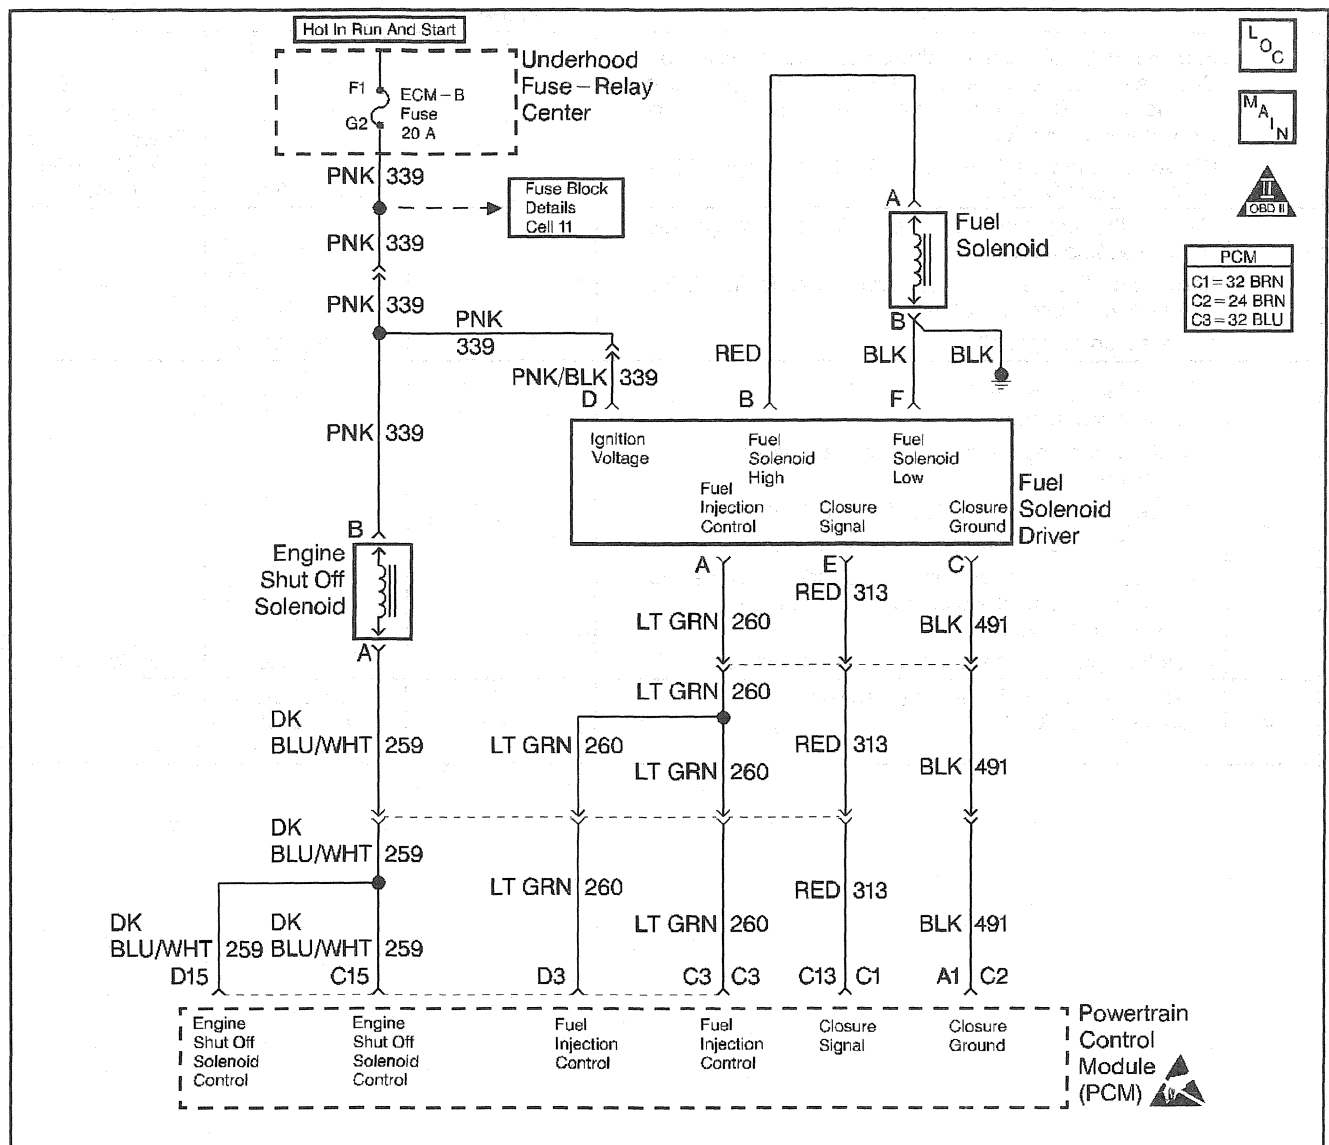 Hot In Run And Start
Underhood
Fuse – Relay
Center
F1
G2
ECM – B
Fuse
20 A
L
O
C
M
A
I
N
II
OBD II
PCM
C1 = 32 BRN
C2 = 24 BRN
C3 = 32 BLU
PNK 339
Fuse Block
Details
Cell 11
PNK 339
PNK 339
PNK
339
PNK/BLK 339
D
A
Fuel
Solenoid
B
RED
BLK
BLK
B
F
PNK 339
Ignition
Voltage
Fuel
Solenoid
High
Fuel
Solenoid
Low
Fuel
Injection
Control
Closure
Signal
Closure
Ground
Fuel
Solenoid
Driver
B
Engine
Shut Off
Solenoid
A
A
E
C
RED 313
LT GRN 260
BLK 491
LT GRN 260
DK
BLU/WHT 259
LT GRN 260
LT GRN 260
RED 313
BLK 491
DK
BLU/WHT 259
LT GRN 260
RED 313
LT GRN 260
BLK 491
DK
BLU/WHT 259
DK
BLU/WHT 259
D15
C15
D3
C3 C3
C13 C1
A1 C2
Engine
Shut Off
Solenoid
Control
Engine
Shut Off
Solenoid
Control
Fuel
Injection
Control
Fuel
Injection
Control
Closure
Signal
Closure
Ground
Powertrain
Control
Module
(PCM)